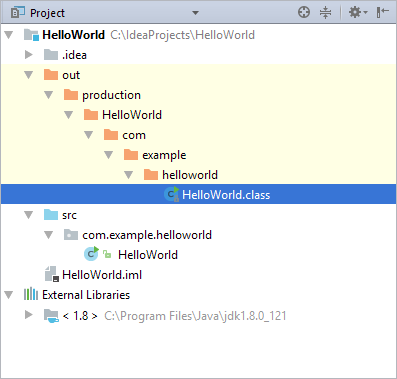 Project
HelloWorld C:\IdeaProjects\HelloWorld
.idea
out
production
HelloWorld
com
example
helloworld
HelloWorld.class
src
com.example.helloworld
HelloWorld
HelloWorld.iml
External Libraries
< 1.8 > C:\Program Files\Java\jdk1.8.0_121